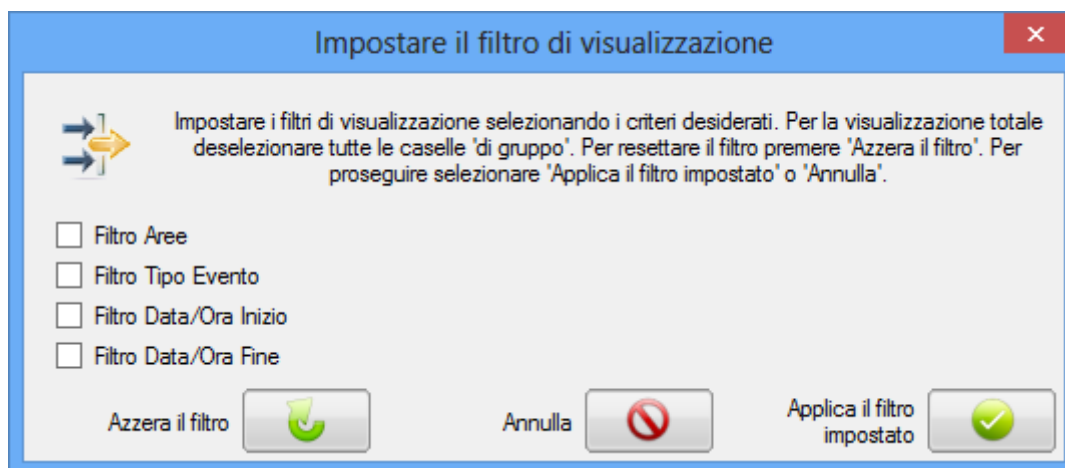 Impostare il filtro di visualizzazione
Impostare i filtri di visualizzazione selezionando i criteri desiderati. Per la visualizzazione totale
deselezionare tutte le caselle 'di gruppo'. Per resettare il filtro premere 'Azzera il filtro'. Per
proseguire selezionare 'Applica il filtro impostato' o 'Annulla'.
Filtro Aree
Filtro Tipo Evento
Filtro Data/Ora Inizio
Filtro Data/Ora Fine
Azzera il filtro
Annulla
Applica il filtro
impostato